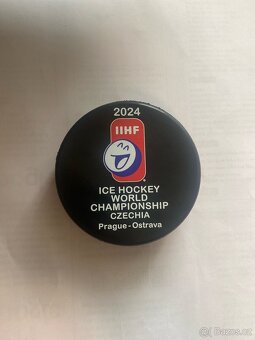 2024
IIHF
®
ICE HOCKEY
WORLD
CHAMPIONSHIP
CZECHIA
Prague - Ostrava
Bazos.cz